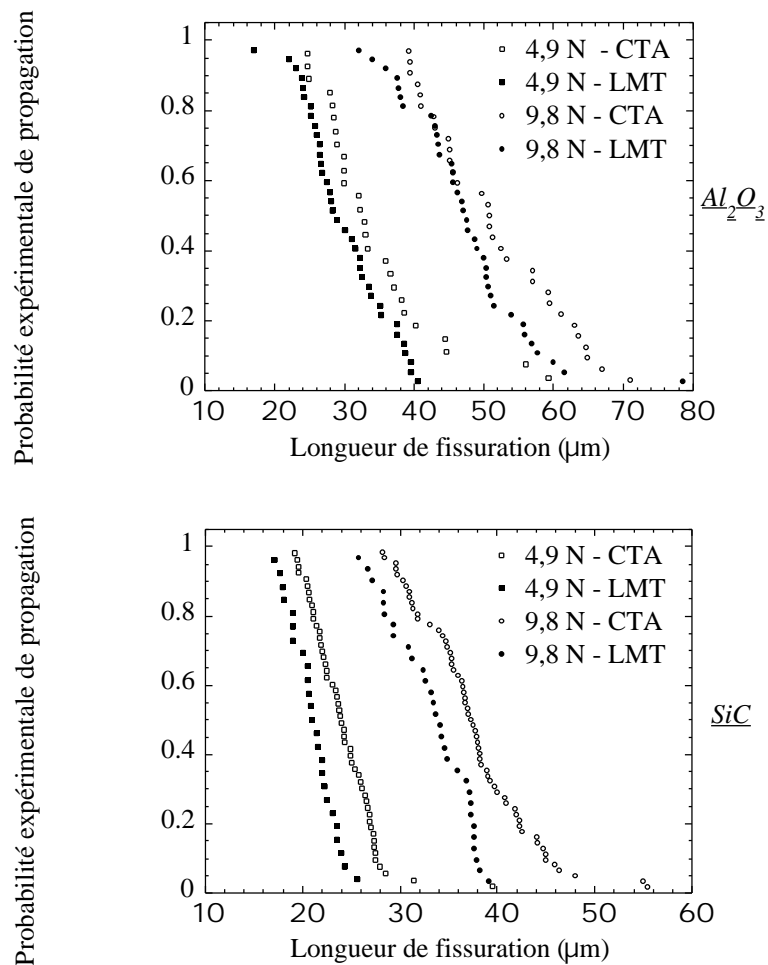 Probabilité expérimentale de propagation
1
0.8
0.6
0.4
0.2
0
4,9 N - CTA
4,9 N - LMT
9,8 N - CTA
9,8 N - LMT
Al2O3
10 20 30 40 50 60 70 80
Longueur de fissuration (µm)
Probabilité expérimentale de propagation
1
0.8
0.6
0.4
0.2
0
4,9 N - CTA
4,9 N - LMT
9,8 N - CTA
9,8 N - LMT
SiC
10 20 30 40 50 60
Longueur de fissuration (µm)